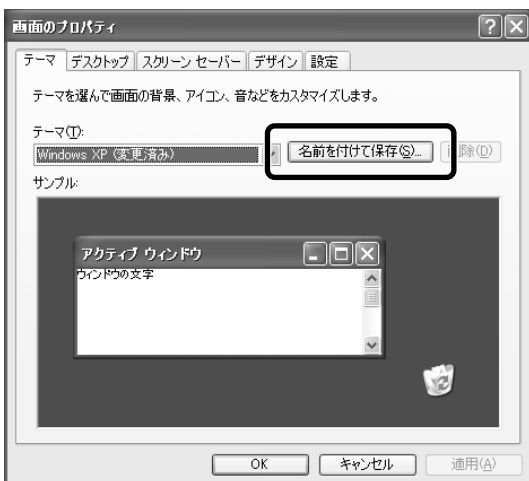 画面のプロパティ
テーマ デスクトップ スクリーン セーバー デザイン 設定
テーマを選んで画面の背景、アイコン、音などをカスタマイズします。
テーマ(T):
Windows XP (変更済み) 名前を付けて保存(S)... 削除(D)
サンプル:
アクティブ ウィンドウ
ウィンドウの文字
OK キャンセル 適用(A)